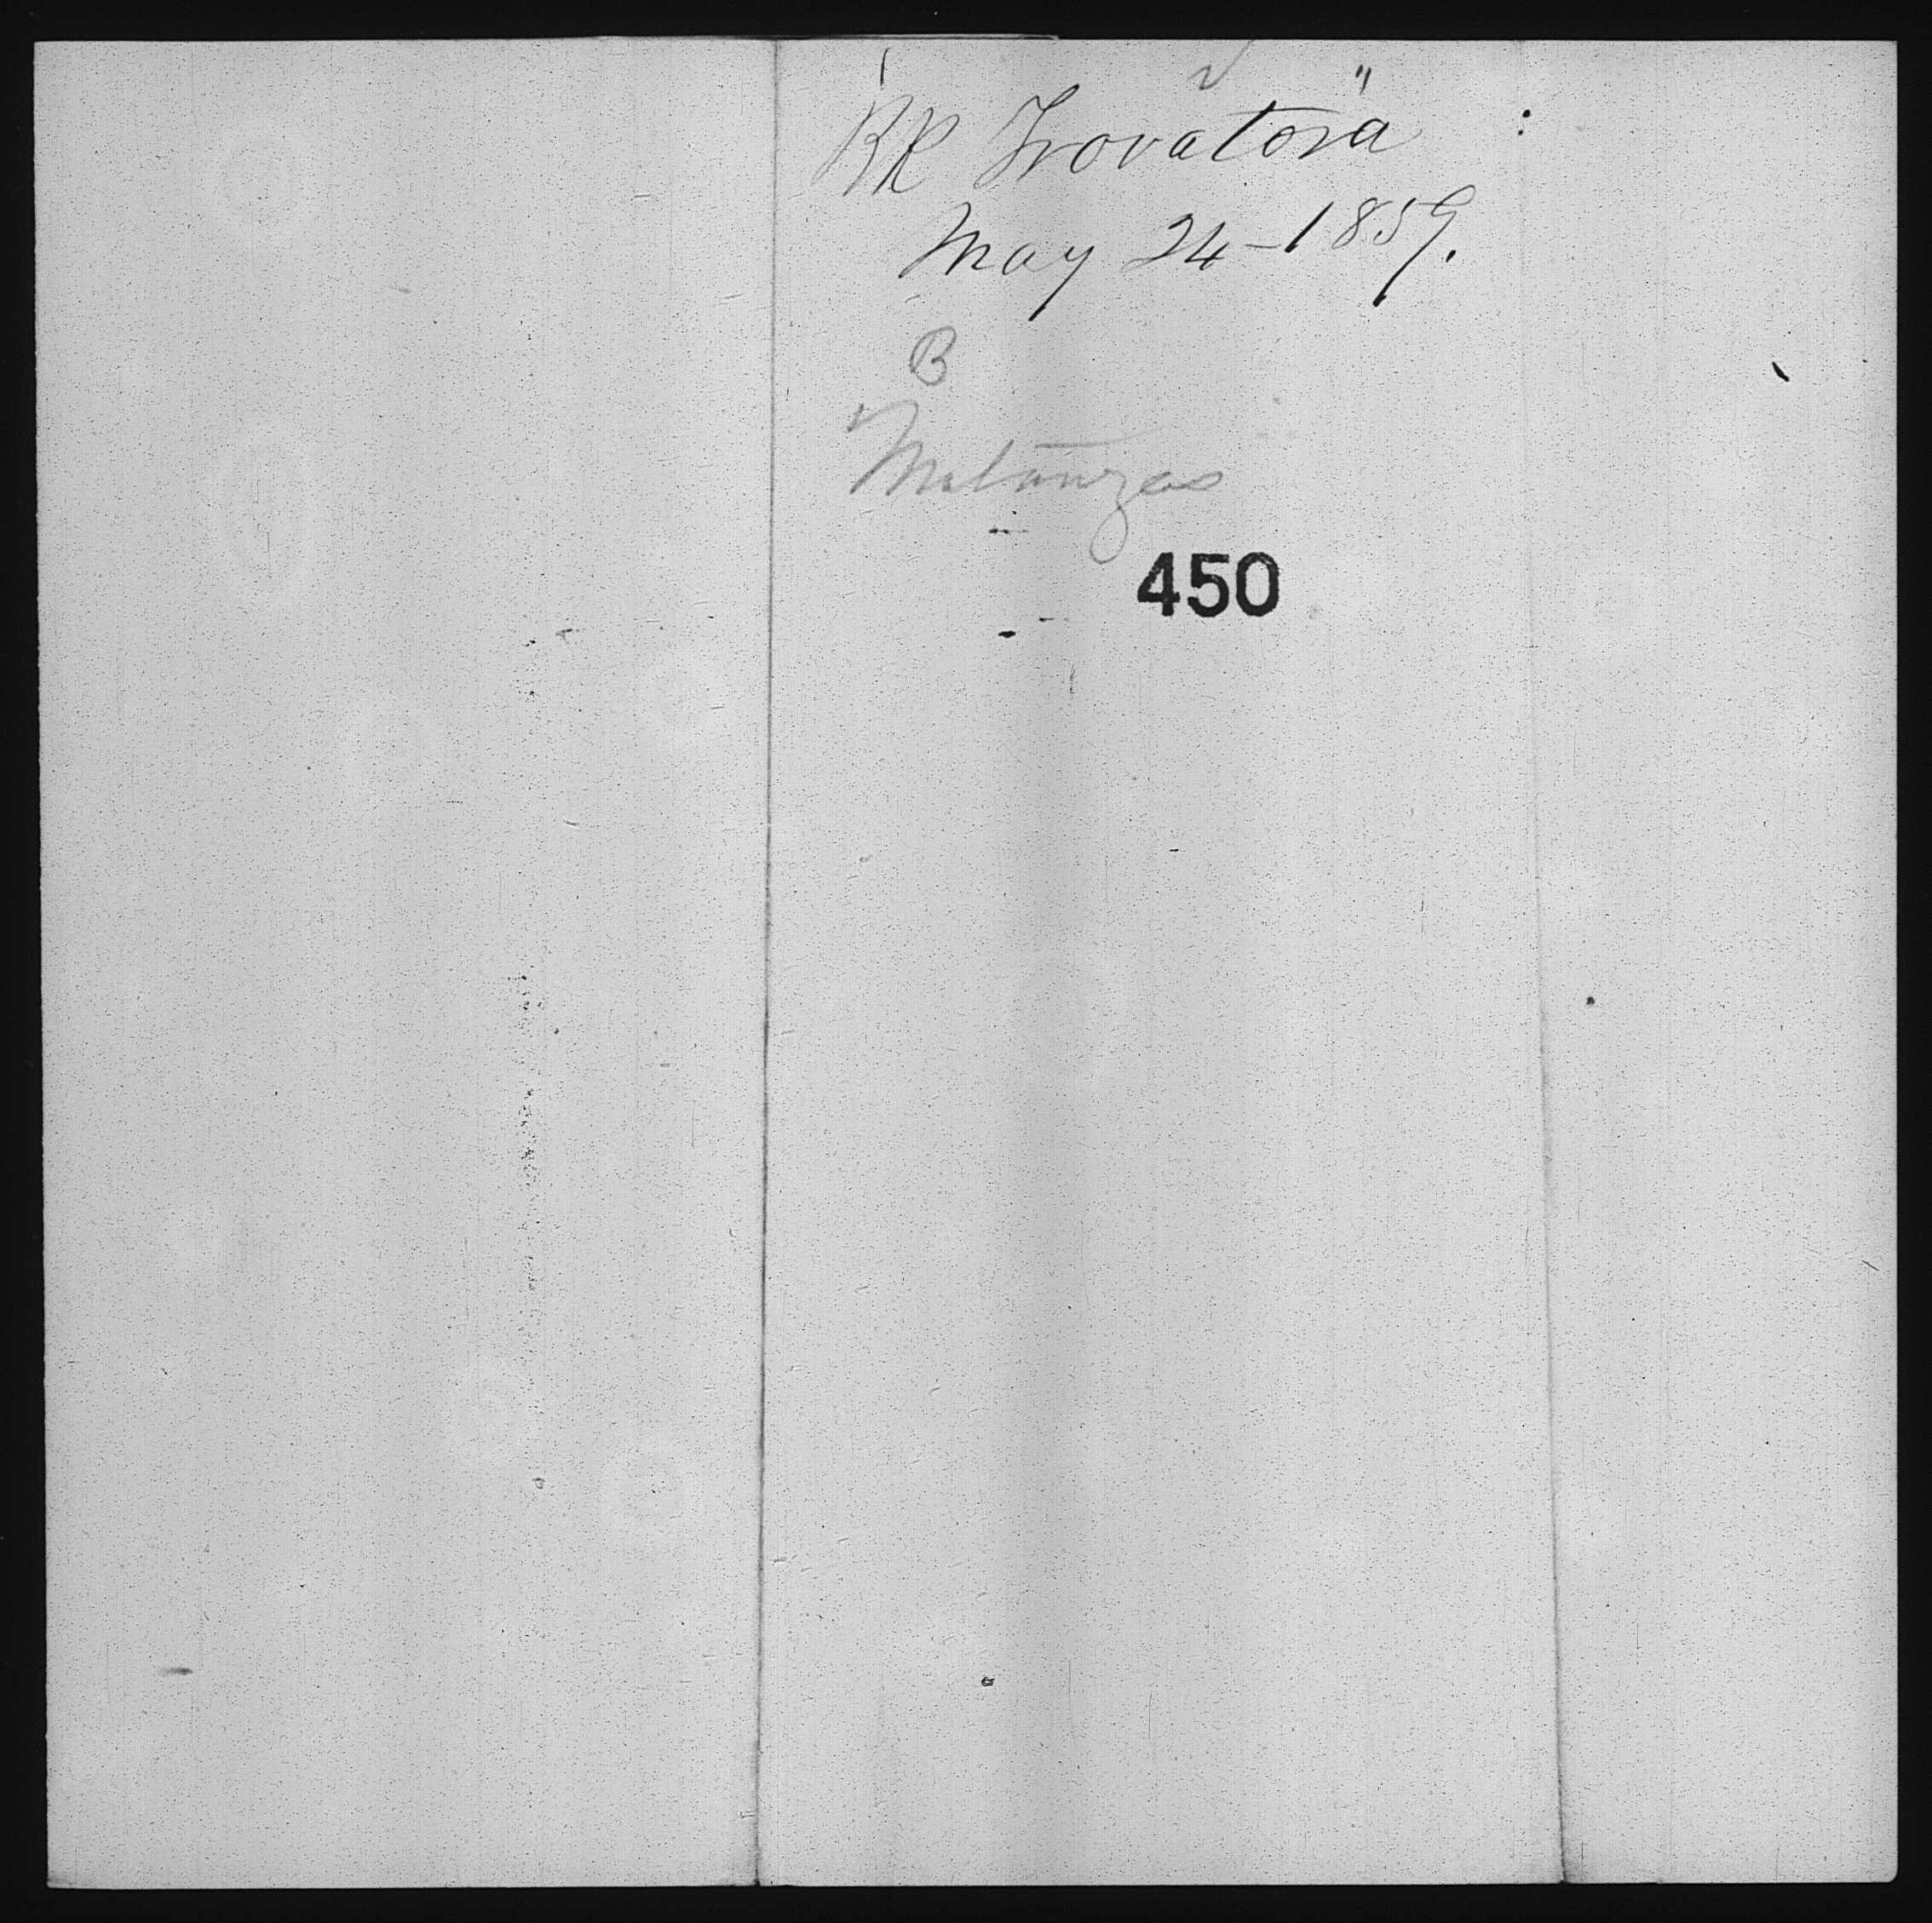 BK Trovatora
May 24-1859.
B
Matanzas
450